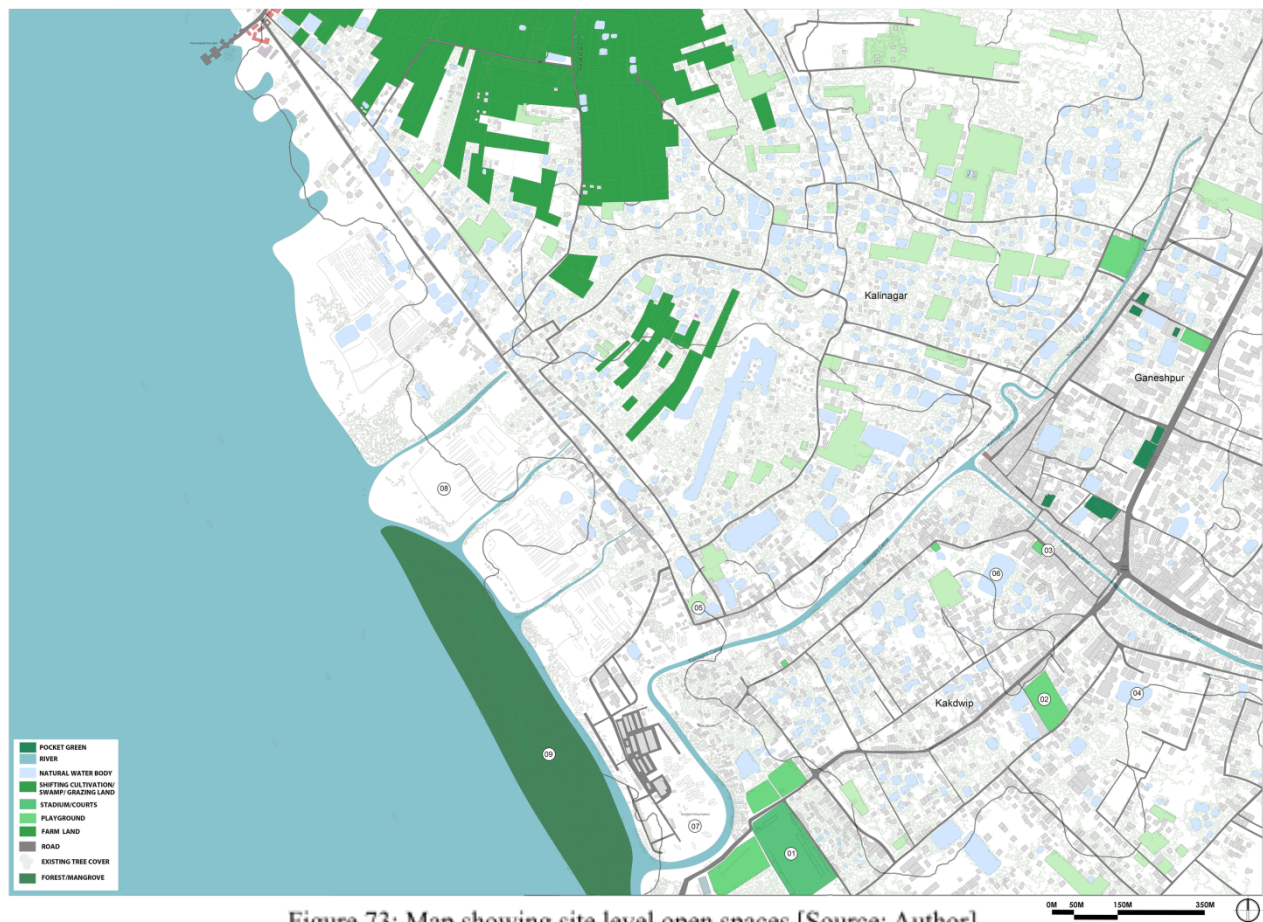 Kalinagar
Ganeshpur
08
03
06
05
Kakdwip
02
04
09
07
01
POCKET GREEN
RIVER
NATURAL WATER BODY
SHIFTING CULTIVATION/
SWAMP/ GRAZING LAND
STADIUM/COURTS
PLAYGROUND
FARM LAND
ROAD
EXISTING TREE COVER
FOREST/MANGROVE
0M 50M 150M 350M
Figure 73: Map showing site level open spaces [Source: Author]